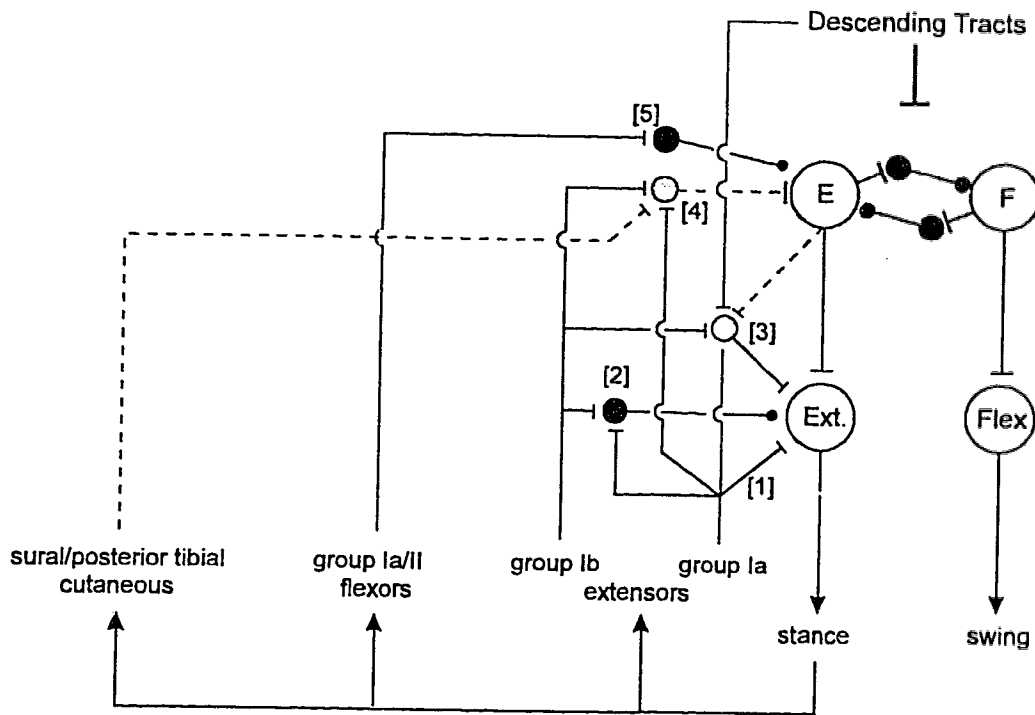 Descending Tracts
[5]
E
F
[4]
[3]
[2]
Ext.
Flex
[1]
sural/posterior tibial
cutaneous
group Ia/II
flexors
group Ib
group Ia
extensors
stance
swing